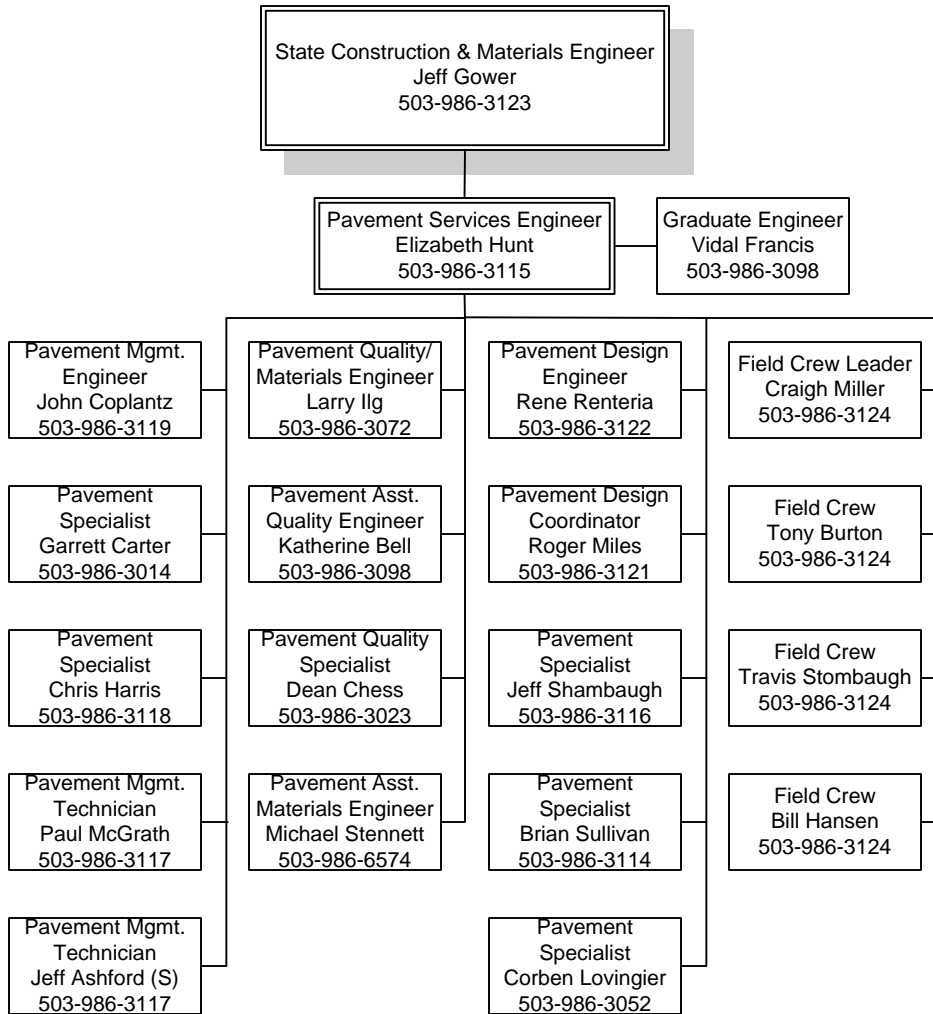 State Construction & Materials Engineer
Jeff Gower
503-986-3123
Pavement Services Engineer
Elizabeth Hunt
503-986-3115
Graduate Engineer
Vidal Francis
503-986-3098
Pavement Mgmt.
Engineer
John Coplantz
503-986-3119
Pavement
Specialist
Garrett Carter
503-986-3014
Pavement
Specialist
Chris Harris
503-986-3118
Pavement Mgmt.
Technician
Paul McGrath
503-986-3117
Pavement Mgmt.
Technician
Jeff Ashford (S)
503-986-3117
Pavement Quality/
Materials Engineer
Larry Ilg
503-986-3072
Pavement Asst.
Quality Engineer
Katherine Bell
503-986-3098
Pavement Quality
Specialist
Dean Chess
503-986-3023
Pavement Asst.
Materials Engineer
Michael Stennett
503-986-6574
Pavement Design
Engineer
Rene Renteria
503-986-3122
Pavement Design
Coordinator
Roger Miles
503-986-3121
Pavement
Specialist
Jeff Shambaugh
503-986-3116
Pavement
Specialist
Brian Sullivan
503-986-3114
Pavement
Specialist
Corben Lovingier
503-986-3052
Field Crew Leader
Craigh Miller
503-986-3124
Field Crew
Tony Burton
503-986-3124
Field Crew
Travis Stombaugh
503-986-3124
Field Crew
Bill Hansen
503-986-3124